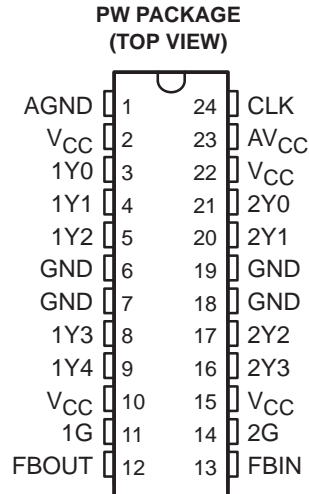 PW PACKAGE
(TOP VIEW)
AGND 1 24 CLK
VCC 2 23 AVCC
1Y0 3 22 VCC
1Y1 4 21 2Y0
1Y2 5 20 2Y1
GND 6 19 GND
GND 7 18 GND
1Y3 8 17 2Y2
1Y4 9 16 2Y3
VCC 10 15 VCC
1G 11 14 2G
FBOUT 12 13 FBIN